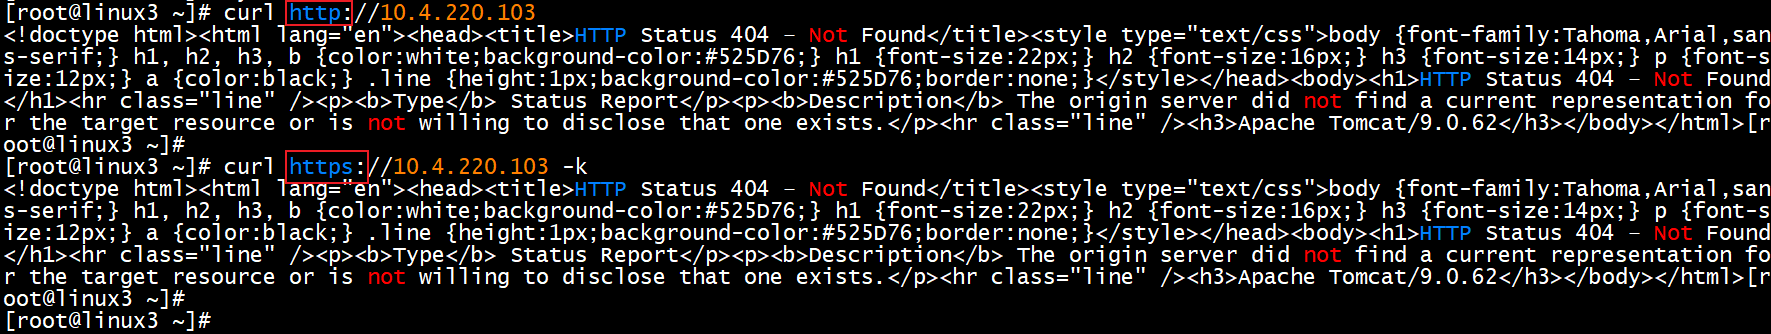 [root@linux3 ~]# curl http://10.4.220.103
<!doctype html><html lang="en"><head><title>HTTP Status 404 – Not Found</title><style type="text/css">body {font-family:Tahoma,Arial,san
s-serif;} h1, h2, h3, b {color:white;background-color:#525D76;} h1 {font-size:22px;} h2 {font-size:16px;} h3 {font-size:14px;} p {font-s
ize:12px;} a {color:black;} .line {height:1px;background-color:#525D76;border:none;}</style></head><body><h1>HTTP Status 404 – Not Found
</h1><hr class="line" /><p><b>Type</b> Status Report</p><p><b>Description</b> The origin server did not find a current representation fo
r the target resource or is not willing to disclose that one exists.</p><hr class="line" /><h3>Apache Tomcat/9.0.62</h3></body></html>[r
oot@linux3 ~]#
[root@linux3 ~]# curl https://10.4.220.103 -k
<!doctype html><html lang="en"><head><title>HTTP Status 404 – Not Found</title><style type="text/css">body {font-family:Tahoma,Arial,san
s-serif;} h1, h2, h3, b {color:white;background-color:#525D76;} h1 {font-size:22px;} h2 {font-size:16px;} h3 {font-size:14px;} p {font-s
ize:12px;} a {color:black;} .line {height:1px;background-color:#525D76;border:none;}</style></head><body><h1>HTTP Status 404 – Not Found
</h1><hr class="line" /><p><b>Type</b> Status Report</p><p><b>Description</b> The origin server did not find a current representation fo
r the target resource or is not willing to disclose that one exists.</p><hr class="line" /><h3>Apache Tomcat/9.0.62</h3></body></html>[r
oot@linux3 ~]#
[root@linux3 ~]#